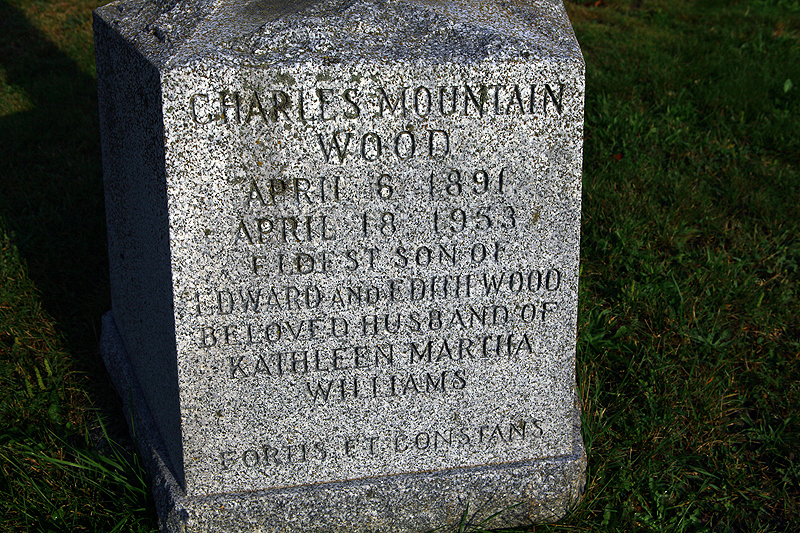 CHARLES MOUNTAIN
WOOD
APRIL 6 1891
APRIL 18 1953
ELDEST SON OF
EDWARD AND EDITH WOOD
BELOVED HUSBAND OF
KATHLEEN MARTHA
WILLIAMS
FORTIS ET CONSTANS